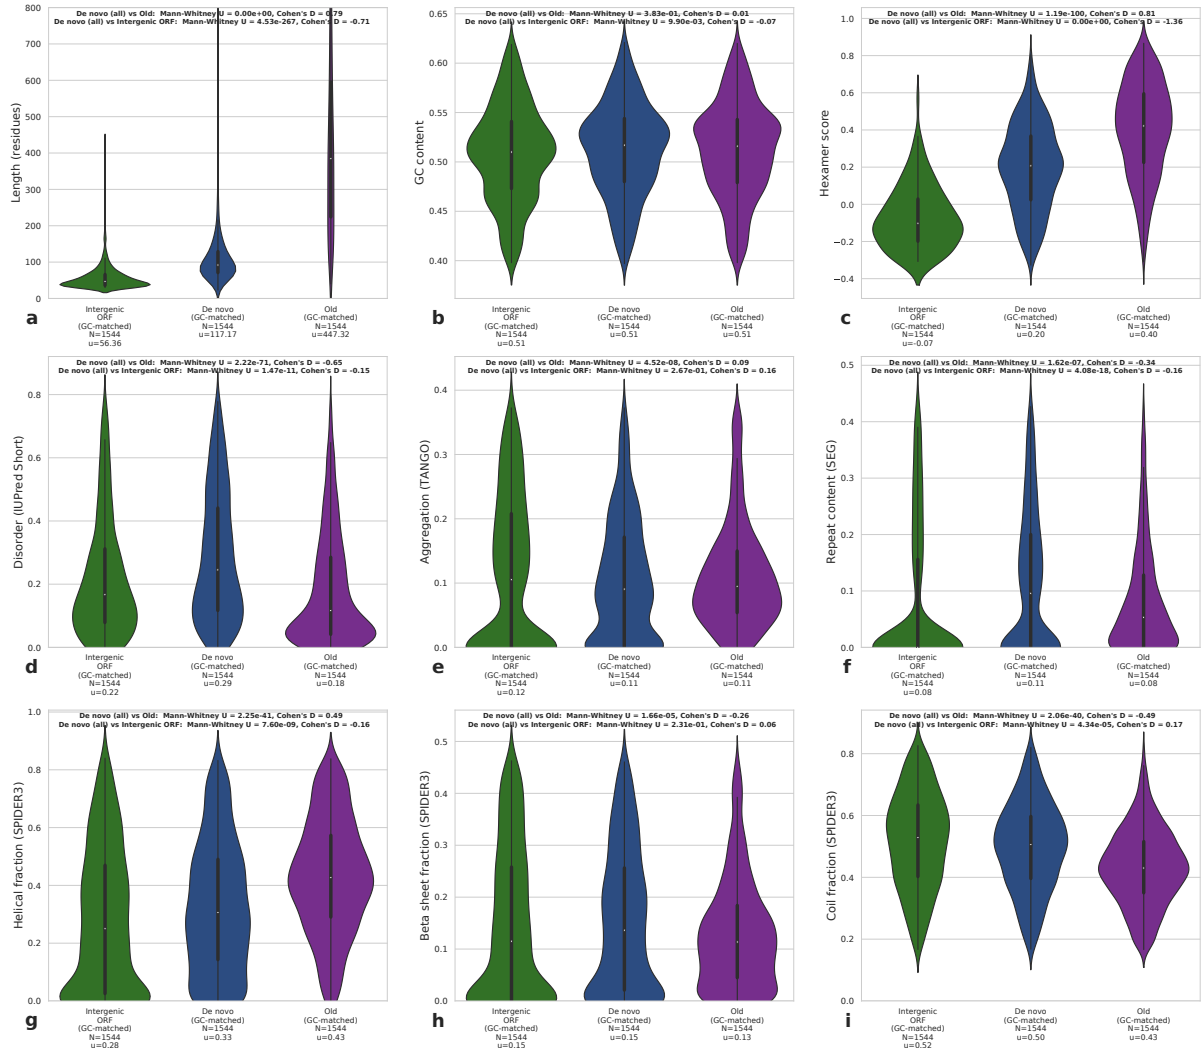 De novo (all) vs Old: Mann-Whitney U = 0.00e+00, Cohen's D = 0.79
De novo (all) vs Intergenic ORF: Mann-Whitney U = 4.53e-267, Cohen's D = -0.71
800
700
600
500
400
300
200
100
0
Length (residues)
Intergenic
ORF
(GC-matched)
N=1544
u=56.36
De novo
(GC-matched)
N=1544
u=117.17
Old
(GC-matched)
N=1544
u=447.32
a
De novo (all) vs Old: Mann-Whitney U = 3.83e-01, Cohen's D = 0.01
De novo (all) vs Intergenic ORF: Mann-Whitney U = 9.90e-03, Cohen's D = -0.07
0.65
0.60
0.55
0.50
0.45
0.40
GC content
Intergenic
ORF
(GC-matched)
N=1544
u=0.51
De novo
(GC-matched)
N=1544
u=0.51
Old
(GC-matched)
N=1544
u=0.51
b
De novo (all) vs Old: Mann-Whitney U = 1.19e-100, Cohen's D = 0.81
De novo (all) vs Intergenic ORF: Mann-Whitney U = 0.00e+00, Cohen's D = -1.36
1.0
0.8
0.6
0.4
0.2
0.0
−0.2
−0.4
Hexamer score
Intergenic
ORF
(GC-matched)
N=1544
u=-0.07
De novo
(GC-matched)
N=1544
u=0.20
Old
(GC-matched)
N=1544
u=0.40
c
De novo (all) vs Old: Mann-Whitney U = 2.22e-71, Cohen's D = -0.65
De novo (all) vs Intergenic ORF: Mann-Whitney U = 1.47e-11, Cohen's D = -0.15
0.8
0.6
0.4
0.2
0.0
Disorder (IUPred Short)
Intergenic
ORF
(GC-matched)
N=1544
u=0.22
De novo
(GC-matched)
N=1544
u=0.29
Old
(GC-matched)
N=1544
u=0.18
d
De novo (all) vs Old: Mann-Whitney U = 4.52e-08, Cohen's D = 0.09
De novo (all) vs Intergenic ORF: Mann-Whitney U = 2.67e-01, Cohen's D = 0.16
0.4
0.3
0.2
0.1
0.0
Aggregation (TANGO)
Intergenic
ORF
(GC-matched)
N=1544
u=0.12
De novo
(GC-matched)
N=1544
u=0.11
Old
(GC-matched)
N=1544
u=0.11
e
De novo (all) vs Old: Mann-Whitney U = 1.62e-07, Cohen's D = -0.34
De novo (all) vs Intergenic ORF: Mann-Whitney U = 4.08e-18, Cohen's D = -0.16
0.5
0.4
0.3
0.2
0.1
0.0
Repeat content (SEG)
Intergenic
ORF
(GC-matched)
N=1544
u=0.08
De novo
(GC-matched)
N=1544
u=0.11
Old
(GC-matched)
N=1544
u=0.08
f
De novo (all) vs Old: Mann-Whitney U = 2.25e-41, Cohen's D = 0.49
De novo (all) vs Intergenic ORF: Mann-Whitney U = 7.60e-09, Cohen's D = -0.16
1.0
0.8
0.6
0.4
0.2
0.0
Helical fraction (SPIDER3)
Intergenic
ORF
(GC-matched)
N=1544
u=0.28
De novo
(GC-matched)
N=1544
u=0.33
Old
(GC-matched)
N=1544
u=0.43
g
De novo (all) vs Old: Mann-Whitney U = 1.66e-05, Cohen's D = -0.26
De novo (all) vs Intergenic ORF: Mann-Whitney U = 2.31e-01, Cohen's D = 0.06
0.5
0.4
0.3
0.2
0.1
0.0
Beta sheet fraction (SPIDER3)
Intergenic
ORF
(GC-matched)
N=1544
u=0.15
De novo
(GC-matched)
N=1544
u=0.15
Old
(GC-matched)
N=1544
u=0.13
h
De novo (all) vs Old: Mann-Whitney U = 2.06e-40, Cohen's D = -0.49
De novo (all) vs Intergenic ORF: Mann-Whitney U = 4.34e-05, Cohen's D = 0.17
0.8
0.6
0.4
0.2
0.0
Coil fraction (SPIDER3)
Intergenic
ORF
(GC-matched)
N=1544
u=0.52
De novo
(GC-matched)
N=1544
u=0.50
Old
(GC-matched)
N=1544
u=0.43
i